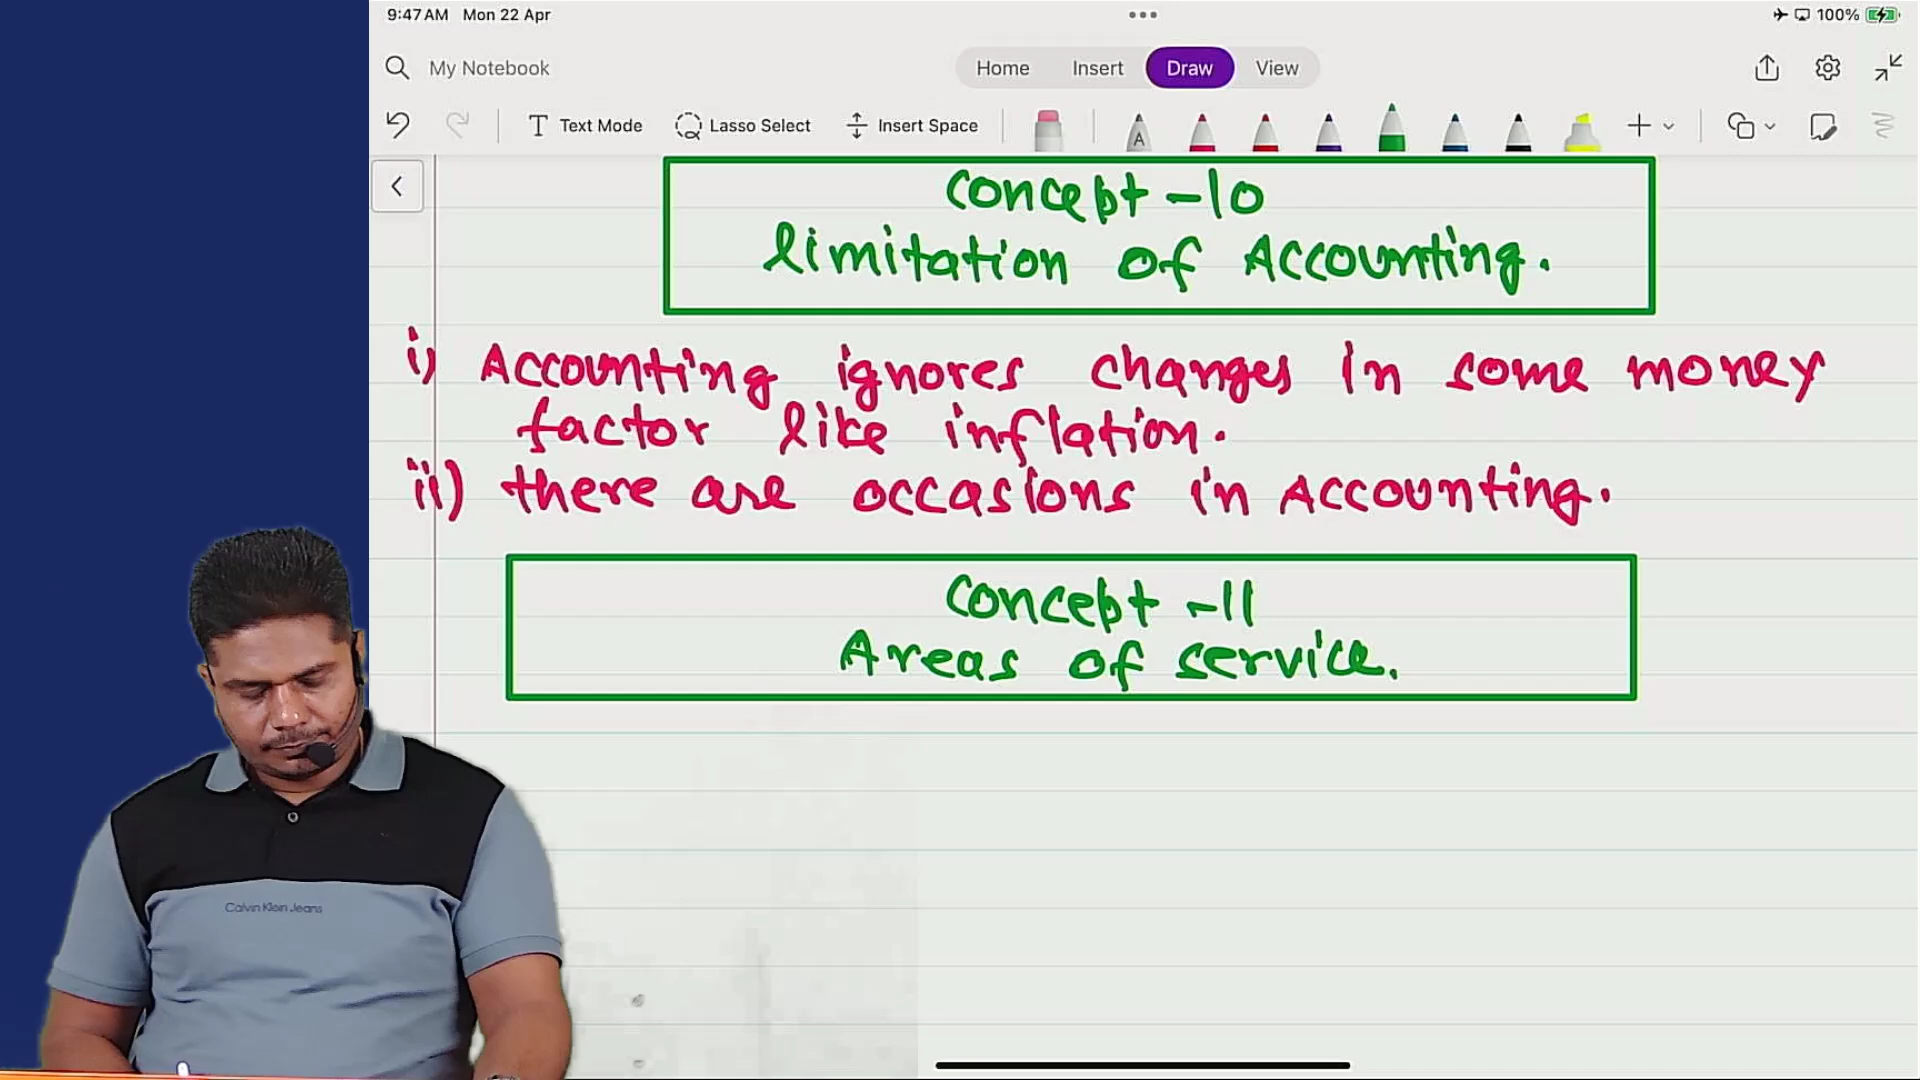 9:47 AM Mon 22 Apr
100%
My Notebook
Home Insert Draw View
Text Mode Lasso Select Insert Space
A
Concept -10
limitation of Accounting.
i) Accounting ignores changes in some money
factor like inflation.
ii) there are occasions in Accounting.
Concept -11
Areas of service.
Calvin Klein Jeans